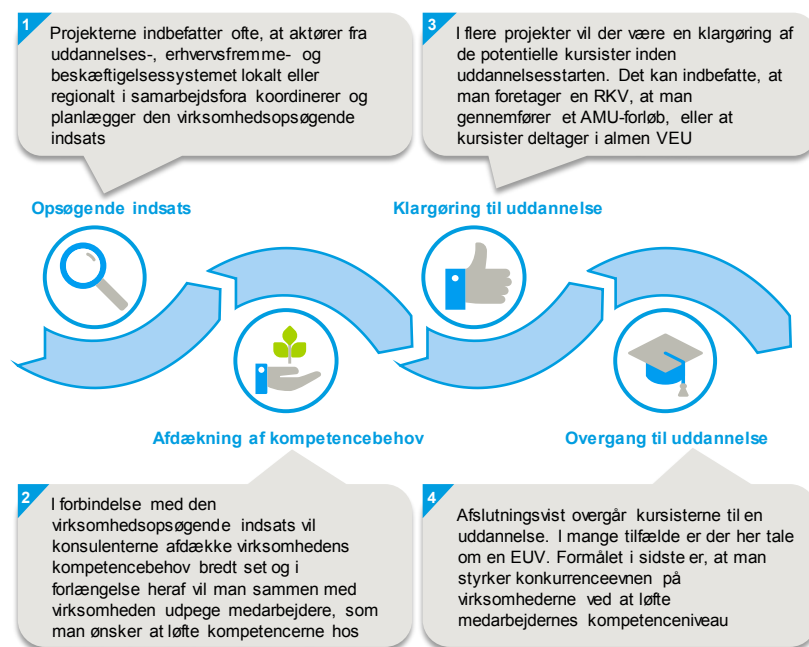 1
Projekterne indbefatter ofte, at aktører fra
uddannelses-, erhvervsfremme- og
beskæftigelsessystemet lokalt eller
regionalt i samarbejdsfora koordinerer og
planlægger den virksomhedsopsøgende
indsats
3
I flere projekter vil der være en klargøring af
de potentielle kursister inden
uddannelsesstarten. Det kan indbefatte, at
man foretager en RKV, at man
gennemfører et AMU-forløb, eller at
kursister deltager i almen VEU
Opsøgende indsats
Klargøring til uddannelse
Afdækning af kompetencebehov
Overgang til uddannelse
2
I forbindelse med den
virksomhedsopsøgende indsats vil
konsulenterne afdække virksomhedens
kompetencebehov bredt set og i
forlængelse heraf vil man sammen med
virksomheden udpege medarbejdere, som
man ønsker at løfte kompetencerne hos
4
Afslutningsvist overgår kursisterne til en
uddannelse. I mange tilfælde er der her tale
om en EUV. Formålet i sidste er, at man
styrker konkurrenceevnen på
virksomhederne ved at løfte
medarbejdernes kompetenceniveau